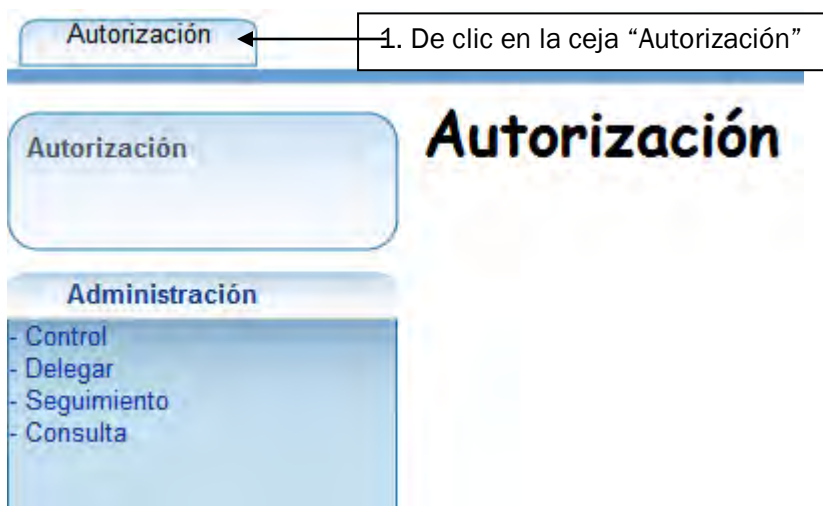 Autorización
1. De clic en la ceja “Autorización”
Autorización
Autorización
Administración
- Control
- Delegar
- Seguimiento
- Consulta